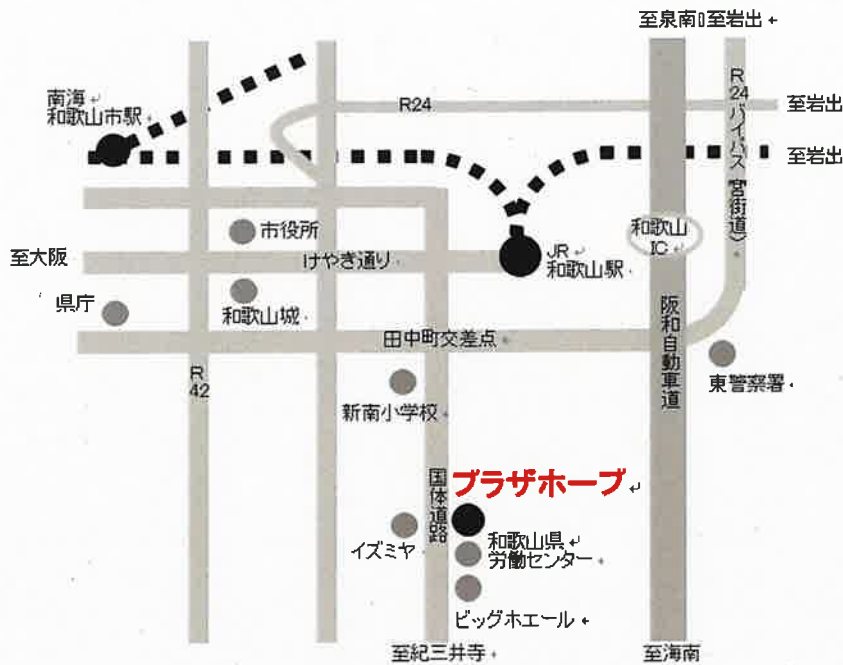 至泉南 至岩出
南海
和歌山市駅
R24
至岩出
R24バイパス（宮街道）
至岩出
市役所
和歌山
IC
至大阪
けやき通り
JR
和歌山駅
県庁
和歌山城
田中町交差点
阪和自動車道
R
42
東警察署
新南小学校
国体道路
プラザホープ
イズミヤ
和歌山県
労働センター
ビッグホエール
至紀三井寺
至海南